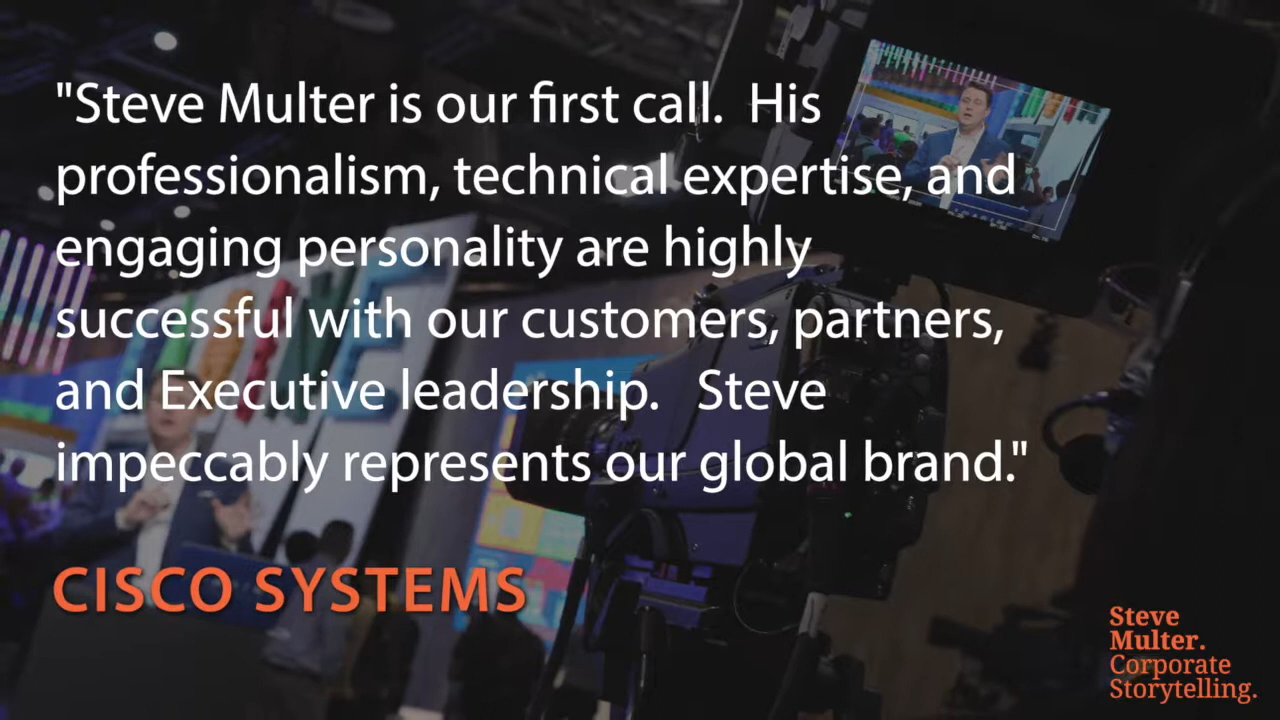 "Steve Multer is our first call.  His
professionalism, technical expertise, and
engaging personality are highly
successful with our customers, partners,
and Executive leadership.   Steve
impeccably represents our global brand."
CISCO SYSTEMS
Steve
Multer.
Corporate
Storytelling.